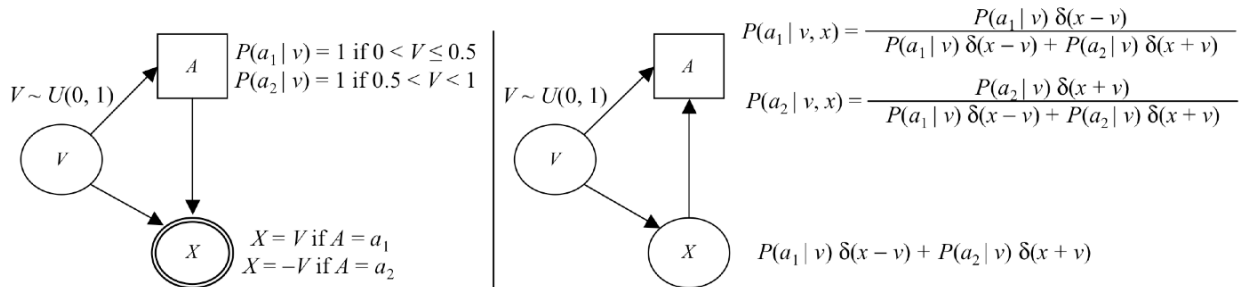 P(a₁ | v) = 1 if 0 < V ≤ 0.5
P(a₂ | v) = 1 if 0.5 < V < 1
A
V ~ U(0, 1)
V
X
X = V if A = a₁
X = −V if A = a₂
P(a₁ | v, x) = P(a₁ | v) δ(x − v) / P(a₁ | v) δ(x − v) + P(a₂ | v) δ(x + v)
P(a₂ | v, x) = P(a₂ | v) δ(x + v) / P(a₁ | v) δ(x − v) + P(a₂ | v) δ(x + v)
A
V ~ U(0, 1)
V
X
P(a₁ | v) δ(x − v) + P(a₂ | v) δ(x + v)